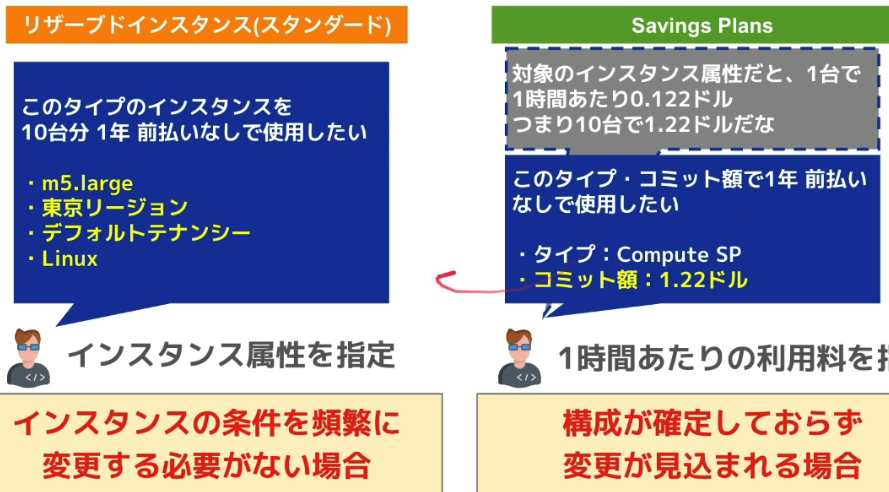 リザーブドインスタンス(スタンダード)
このタイプのインスタンスを
10台分 1年 前払いなしで使用したい
・m5.large
・東京リージョン
・デフォルトテナンシー
・Linux
インスタンス属性を指定
インスタンスの条件を頻繁に
変更する必要がない場合
Savings Plans
対象のインスタンス属性だと、1台で
1時間あたり0.122ドル
つまり10台で1.22ドルだな
このタイプ・コミット額で1年 前払い
なしで使用したい
・タイプ：Compute SP
・コミット額：1.22ドル
1時間あたりの利用料を
構成が確定しておらず
変更が見込まれる場合